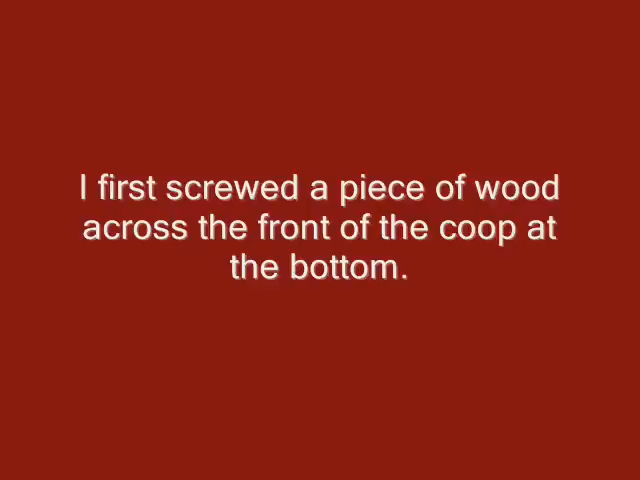 I first screwed a piece of wood
across the front of the coop at
the bottom.